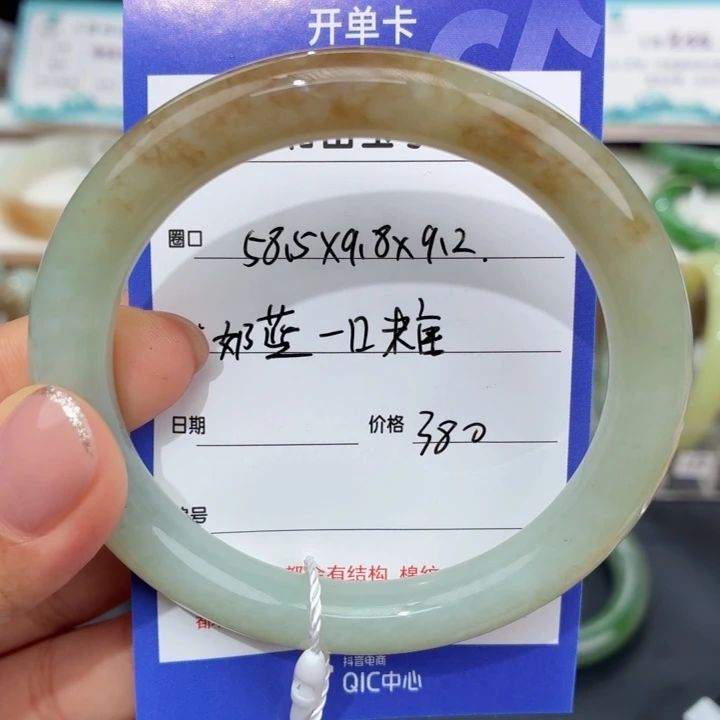 开单卡
圈口 58.5X9.8X9.2.
奶蓝一口糯
日期 价格 380
号
都会有结构 棉纹
抖音电商
QIC中心